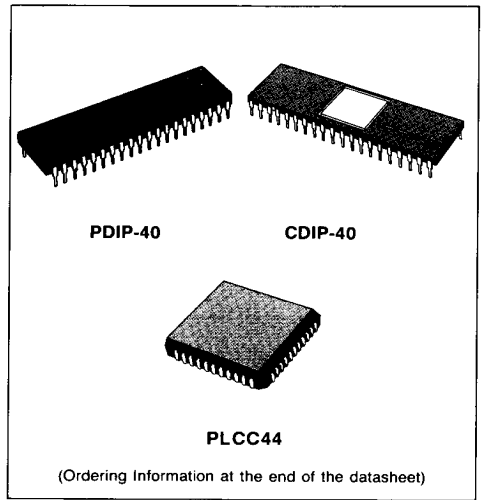 PDIP-40
CDIP-40
PLCC44
(Ordering Information at the end of the datasheet)